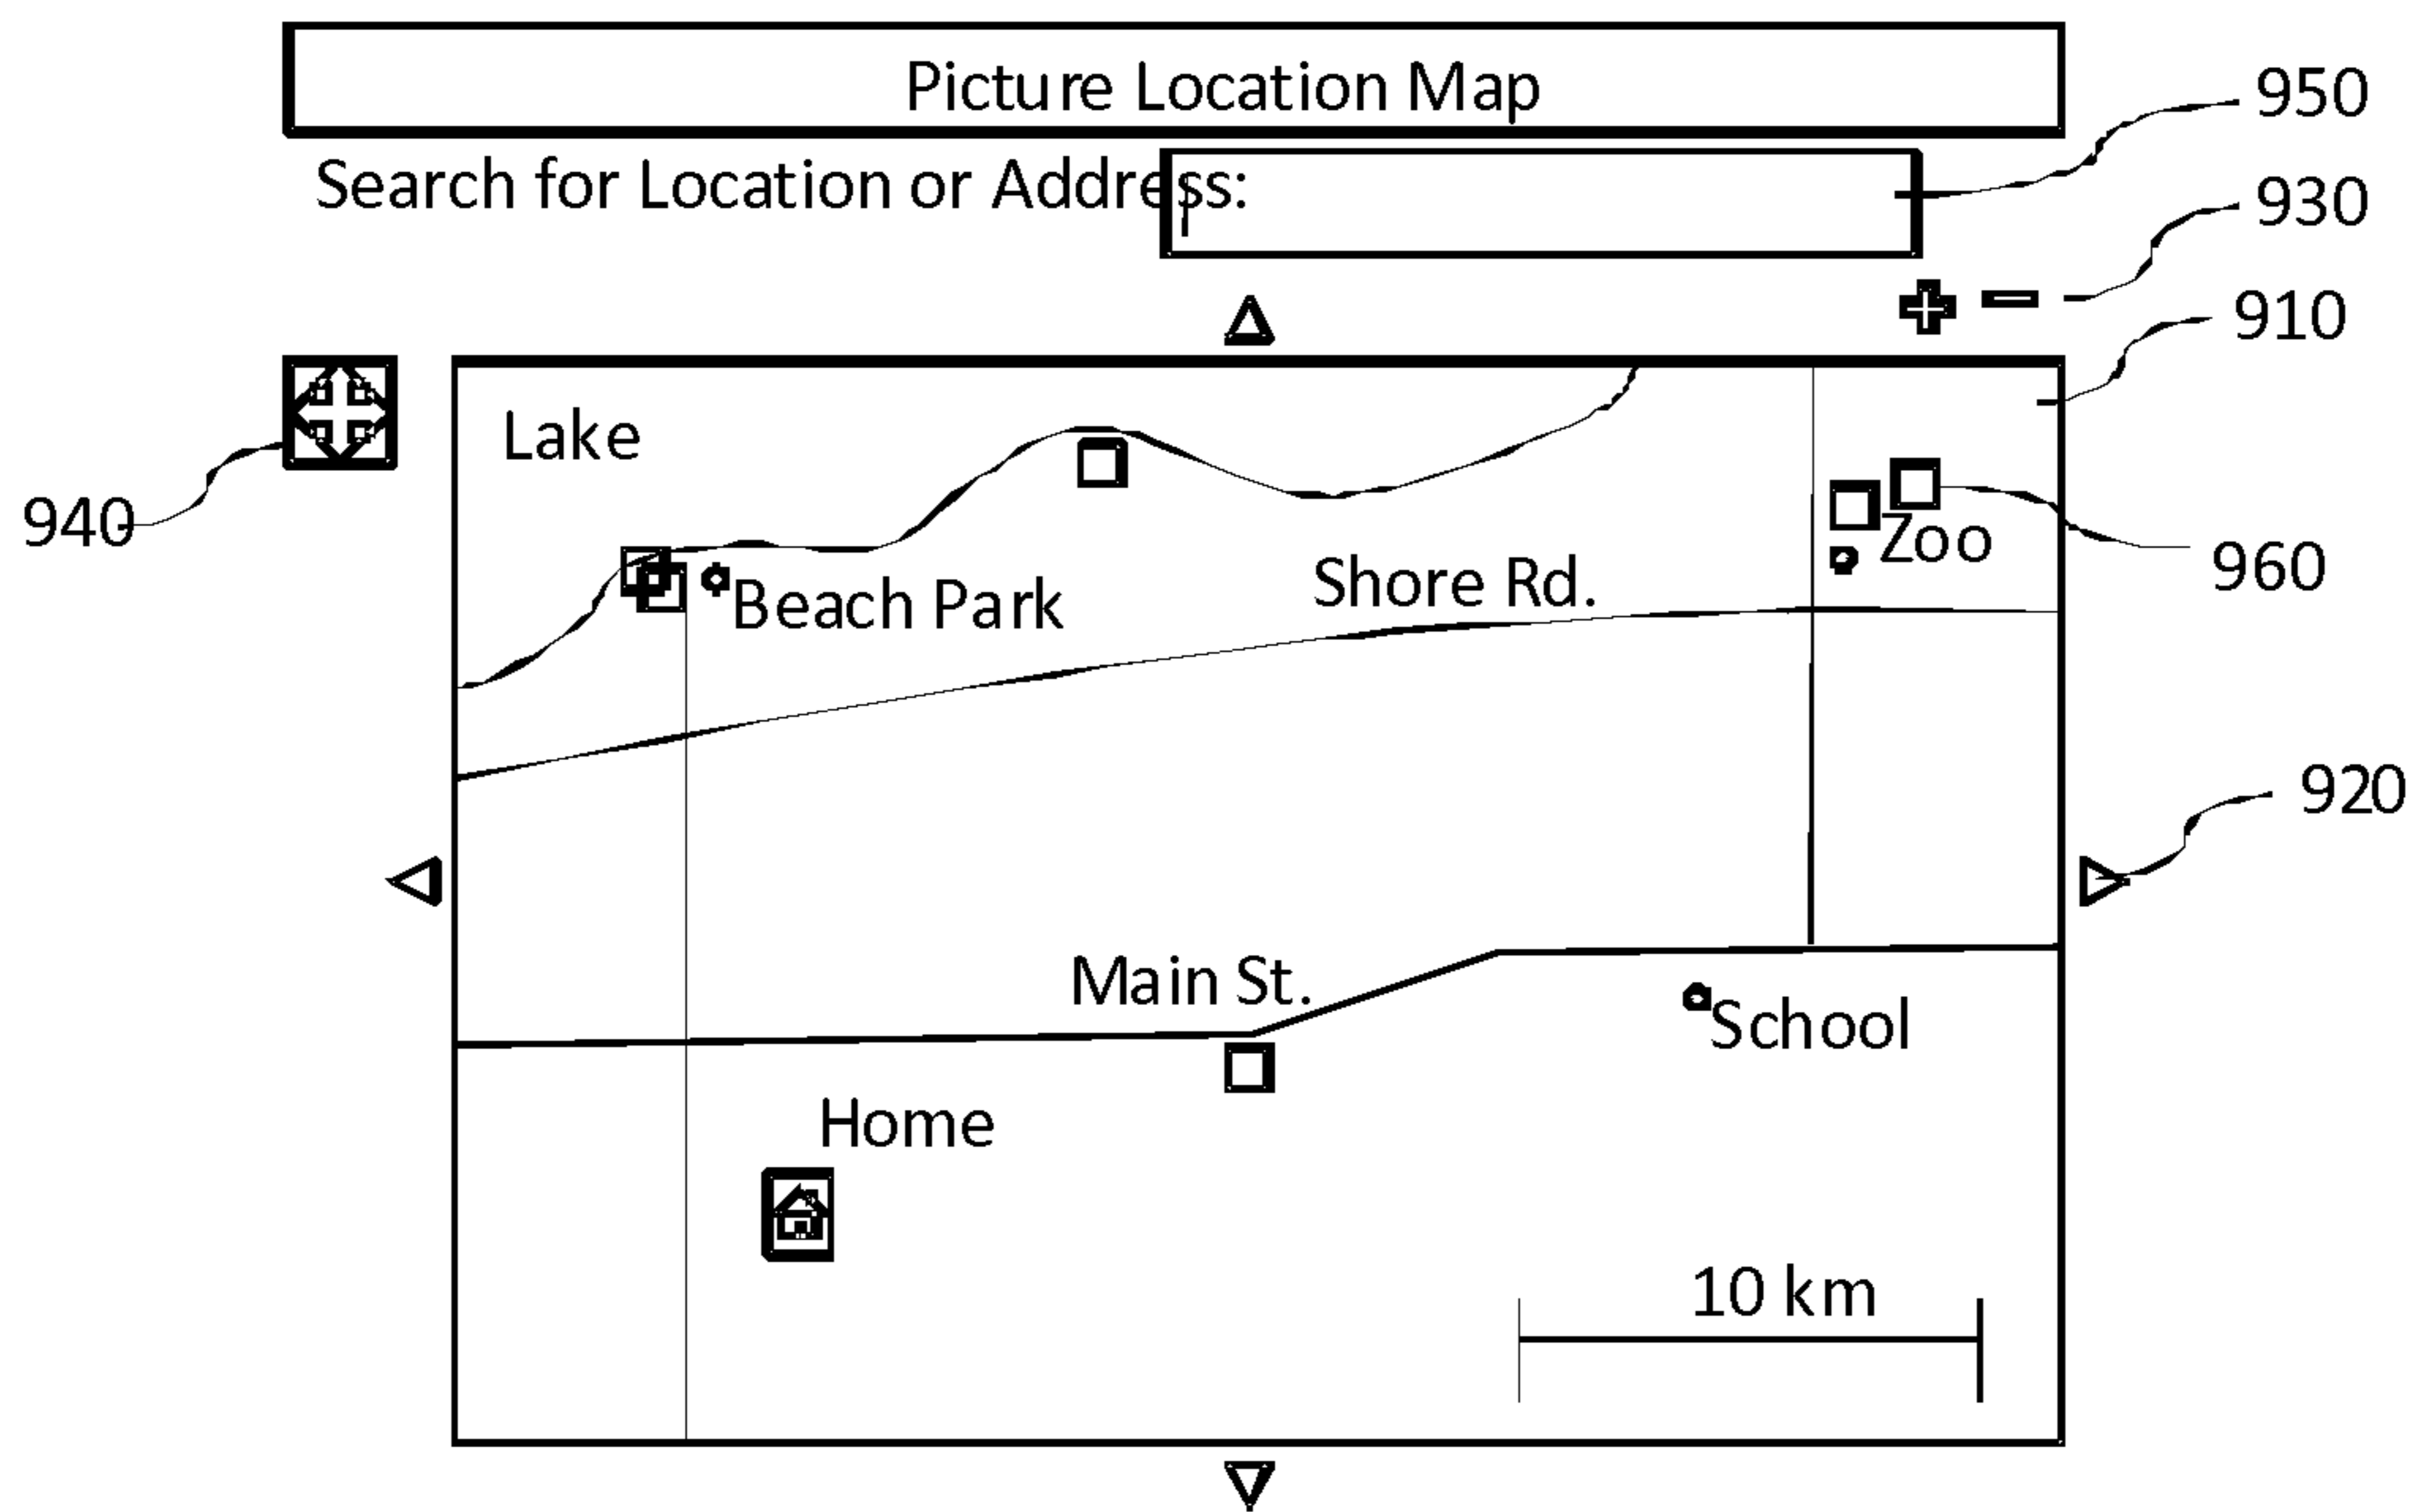 Picture Location Map
950
Search for Location or Address:
930
910
Lake
940
Zoo
960
Beach Park
Shore Rd.
920
Main St.
School
Home
10 km